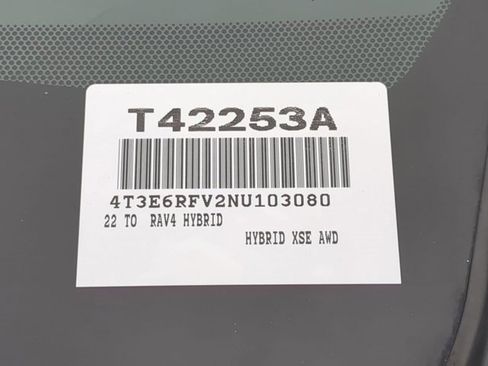 T42253A
4T3E6RFV2NU103080
22 TO RAV4 HYBRID
HYBRID XSE AWD